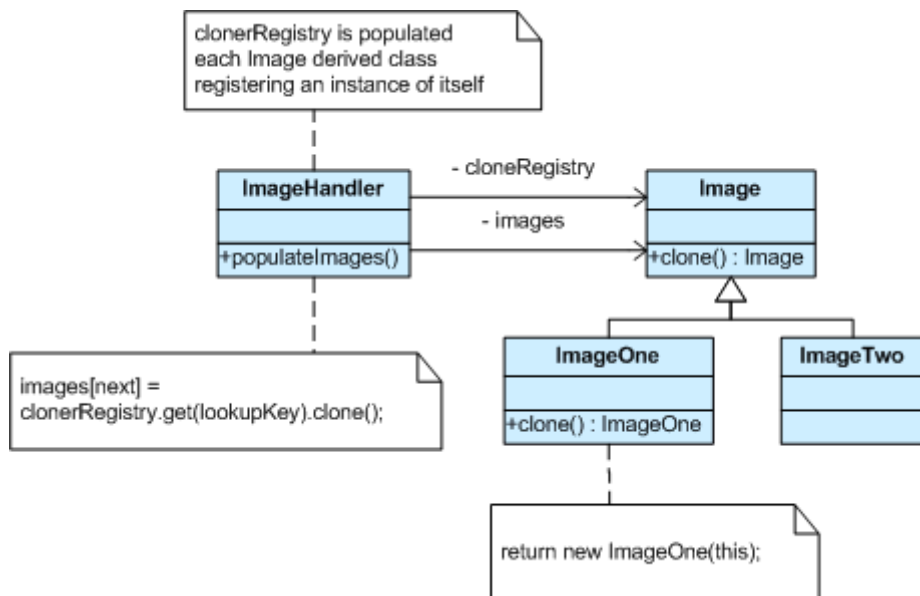 clonerRegistry is populated
each Image derived class
registering an instance of itself
ImageHandler
+populateImages()
- cloneRegistry
- images
Image
+clone() : Image
images[next] =
clonerRegistry.get(lookupKey).clone();
ImageOne
+clone() : ImageOne
ImageTwo
return new ImageOne(this);